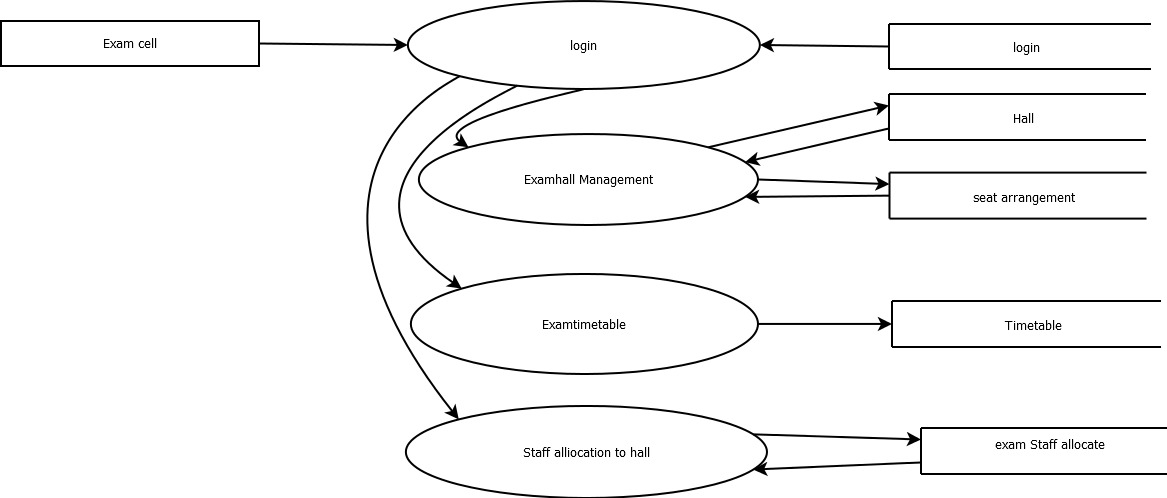 Exam cell
login
login
Hall
Examhall Management
seat arrangement
Examtimetable
Timetable
Staff alliocation to hall
exam Staff allocate